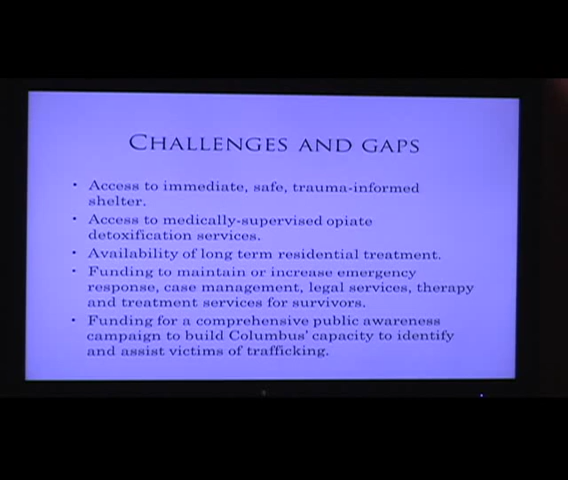 CHALLENGES AND GAPS
• Access to immediate, safe, trauma-informed
shelter.
• Access to medically-supervised opiate
detoxification services.
• Availability of long term residential treatment.
• Funding to maintain or increase emergency
response, case management, legal services, therapy
and treatment services for survivors.
• Funding for a comprehensive public awareness
campaign to build Columbus' capacity to identify
and assist victims of trafficking.